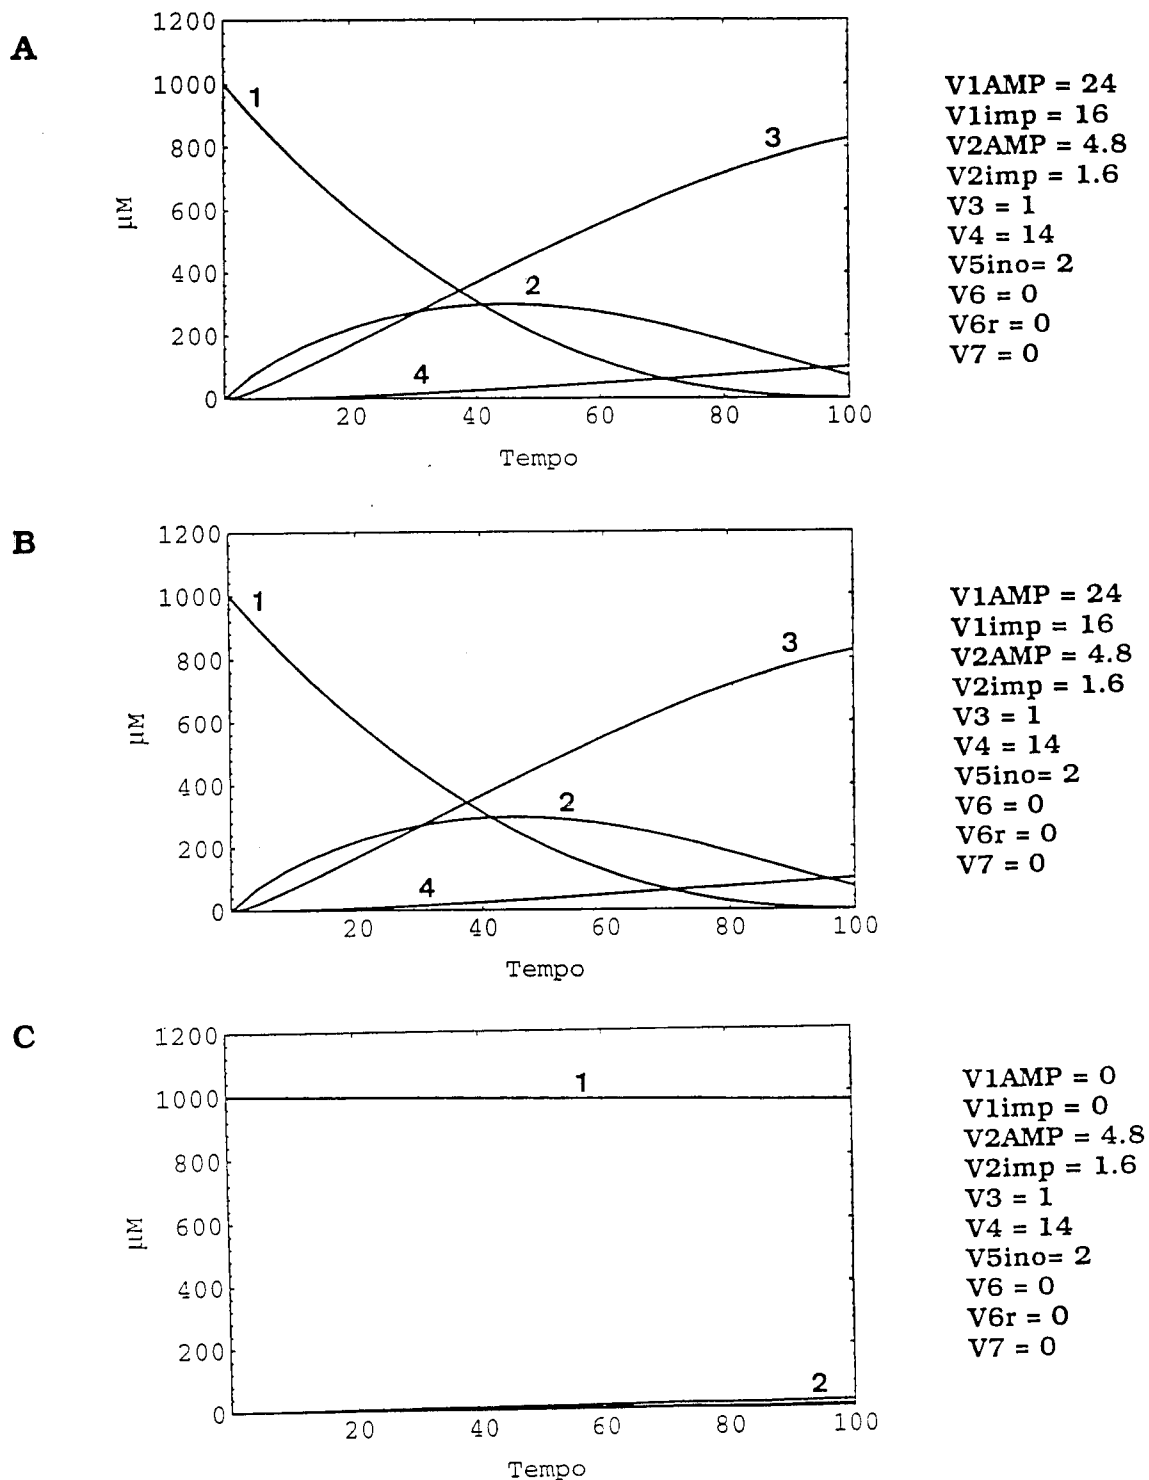 A
1200
1000
800
600
400
200
0
µM
1
2
3
4
20 40 60 80 100
Tempo
V1AMP = 24
V1imp = 16
V2AMP = 4.8
V2imp = 1.6
V3 = 1
V4 = 14
V5ino= 2
V6 = 0
V6r = 0
V7 = 0
B
1200
1000
800
600
400
200
0
µM
1
2
3
4
20 40 60 80 100
Tempo
V1AMP = 24
V1imp = 16
V2AMP = 4.8
V2imp = 1.6
V3 = 1
V4 = 14
V5ino= 2
V6 = 0
V6r = 0
V7 = 0
C
1200
1000
800
600
400
200
0
µM
1
2
20 40 60 80 100
Tempo
V1AMP = 0
V1imp = 0
V2AMP = 4.8
V2imp = 1.6
V3 = 1
V4 = 14
V5ino= 2
V6 = 0
V6r = 0
V7 = 0